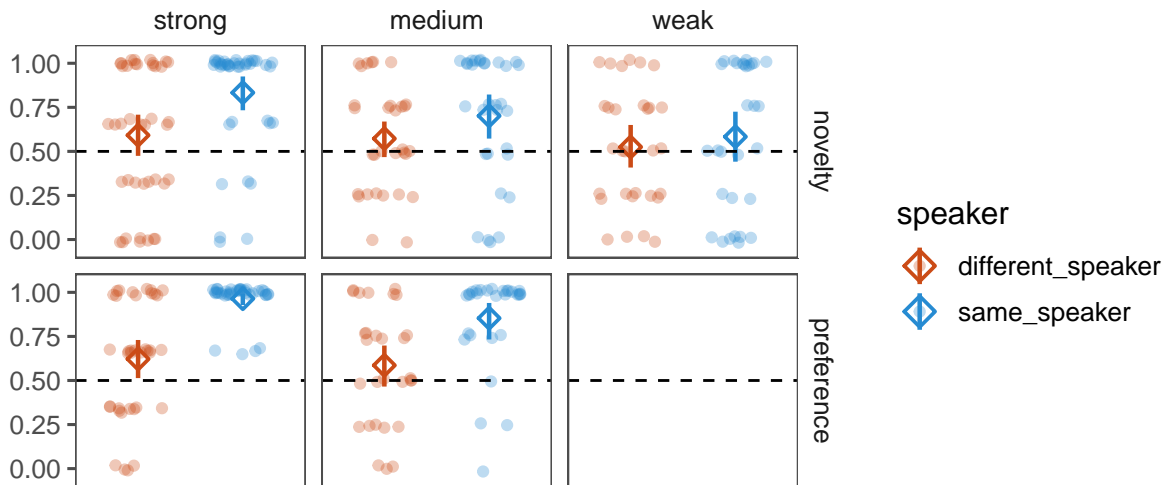 strong medium weak
1.00
0.75
0.50
0.25
0.00
novelty
1.00
0.75
0.50
0.25
0.00
preference
speaker
different_speaker
same_speaker